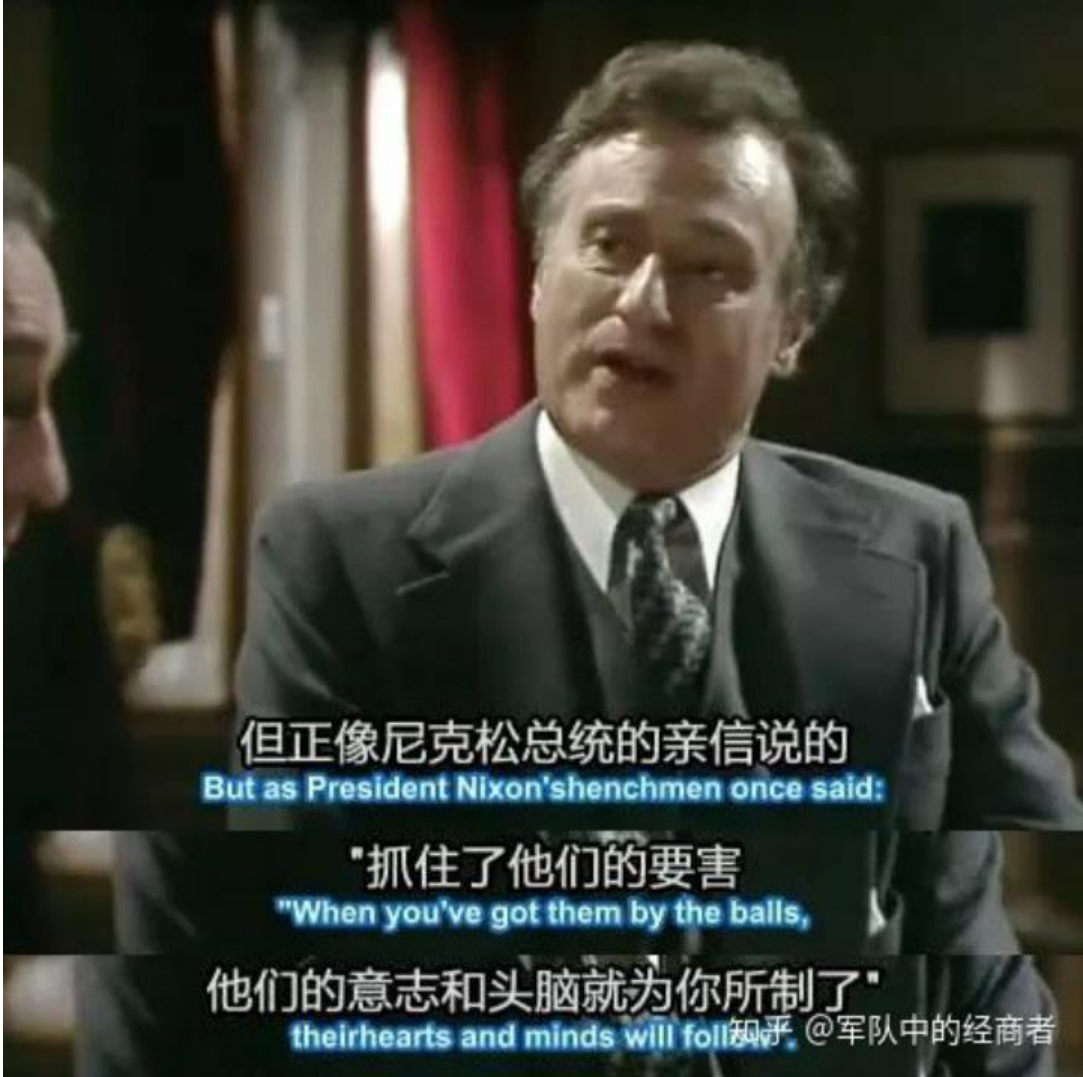 但正像尼克松总统的亲信说的
But as President Nixon'shenchmen once said:
"抓住了他们的要害
"When you've got them by the balls,
他们的意志和头脑就为你所制了"
theirhearts and minds will follow".
知乎 @军队中的经商者